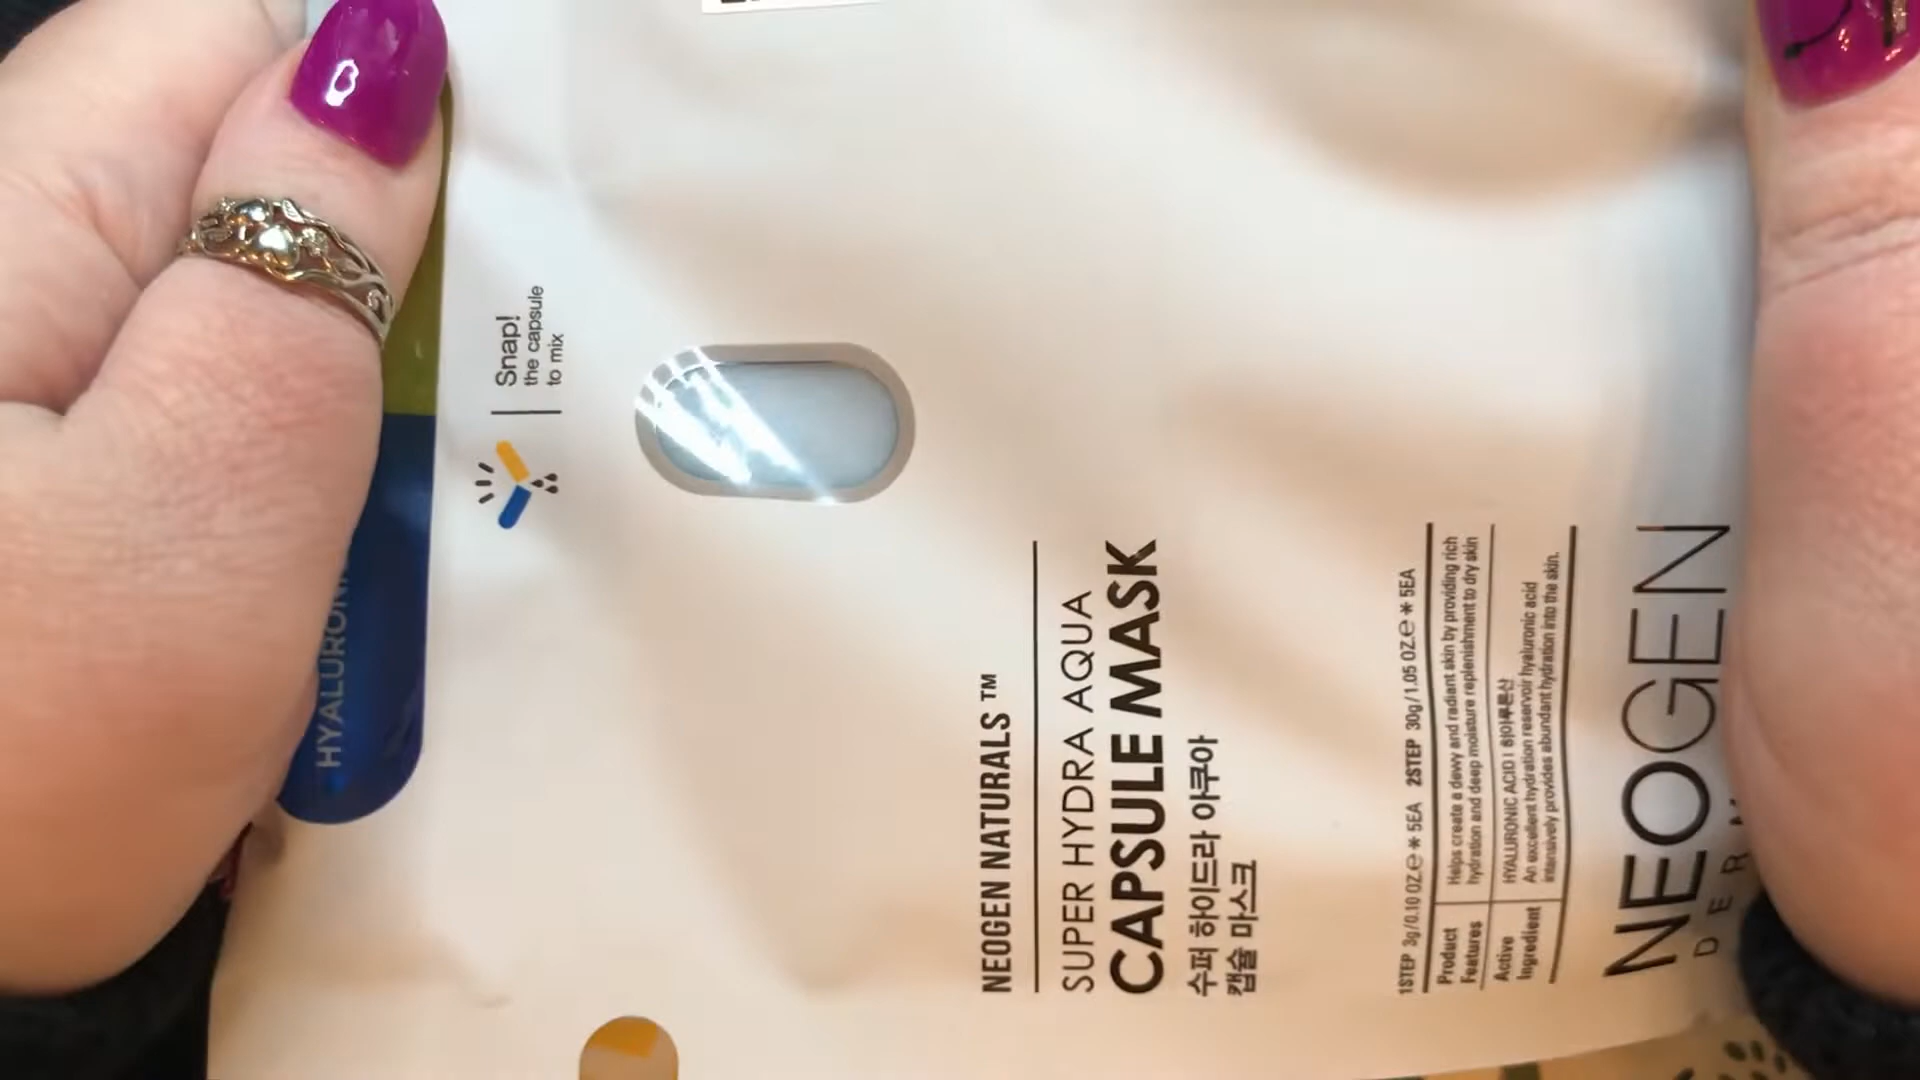 HYALURONI
Snap!
the capsule
to mix
NEOGEN NATURALS™
SUPER HYDRA AQUA
CAPSULE MASK
수퍼 하이드라 아쿠아
캡슐 마스크
1STEP 3g/0.10 OZ.℮ * 5EA 2STEP 30g/1.05 OZ.℮ * 5EA
Product Features
Helps create a dewy and radiant skin by providing rich
hydration and deep moisture replenishment to dry skin
Active Ingredient
HYALURONIC ACID I 히아루론산
An excellent hydration reservoir hyaluronic acid
intensively provides abundant hydration into the skin.
NEOGEN
DER